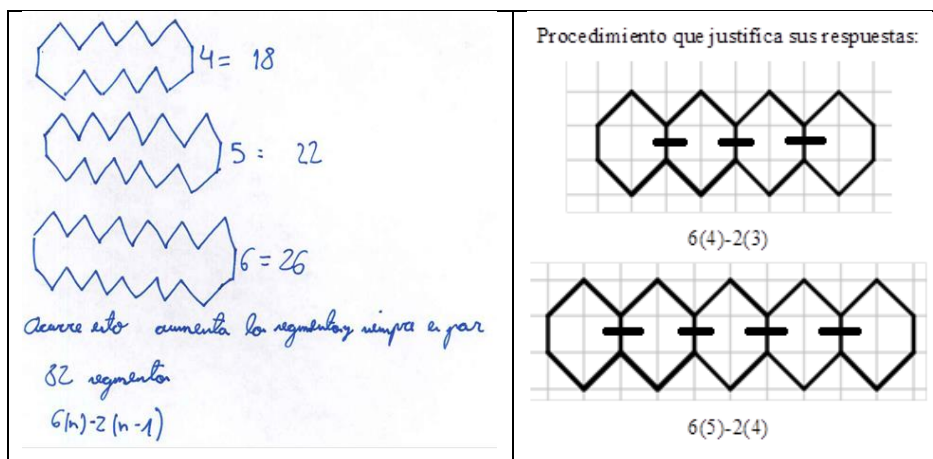 4 = 18
5 = 22
6 = 26
Ocurre esto aumenta los segmentos y siempre es par
82 segmentos
6(n)-2(n-1)
Procedimiento que justifica sus respuestas:
6(4)-2(3)
6(5)-2(4)